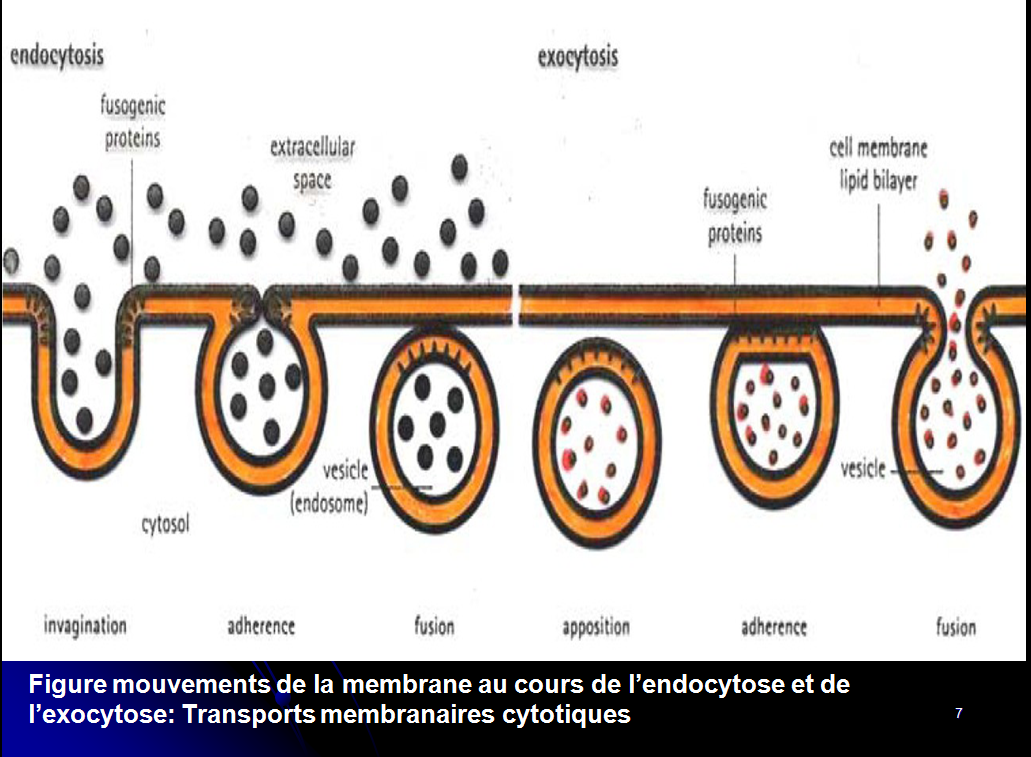 endocytosis
fusogenic
proteins
extracellular
space
vesicle
(endosome)
cytosol
invagination
adherence
fusion
exocytosis
cell membrane
lipid bilayer
fusogenic
proteins
vesicle
apposition
adherence
fusion
Figure mouvements de la membrane au cours de l’endocytose et de
l’exocytose: Transports membranaires cytotiques
7